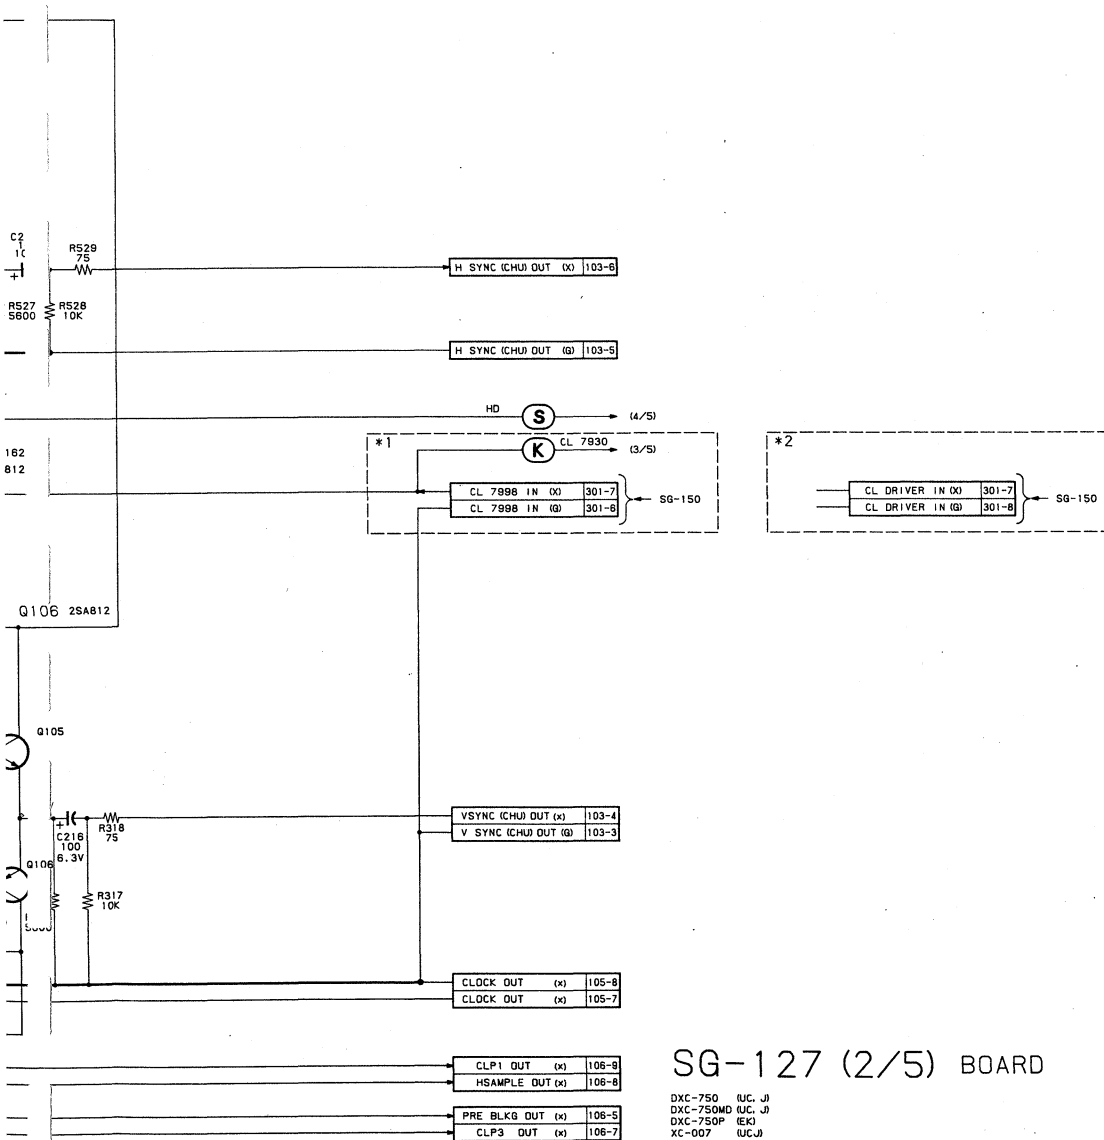 C2
1
10
R529
75
H SYNC (CHU) OUT (X) 103-6
R527
5600
R528
10K
H SYNC (CHU) OUT (G) 103-5
HD S (4/5)
*1
K CL 7930 (3/5)
*2
162
812
CL 7998 IN (X) 301-7
CL 7998 IN (G) 301-6
SG-150
CL DRIVER IN (X) 301-7
CL DRIVER IN (G) 301-8
SG-150
Q106 2SA812
Q105
+
C216
100
6.3V
R318
75
VSYNC (CHU) OUT (x) 103-4
V SYNC (CHU) OUT (G) 103-3
Q106
R317
10K
CLOCK OUT (x) 105-8
CLOCK OUT (x) 105-7
CLP1 OUT (x) 106-9
HSAMPLE OUT (x) 106-8
PRE BLKG OUT (x) 106-5
CLP3 OUT (x) 106-7
SG-127 (2/5) BOARD
DXC-750 (UC, J)
DXC-750MD (UC, J)
DXC-750P (EK)
XC-007 (UCJ)